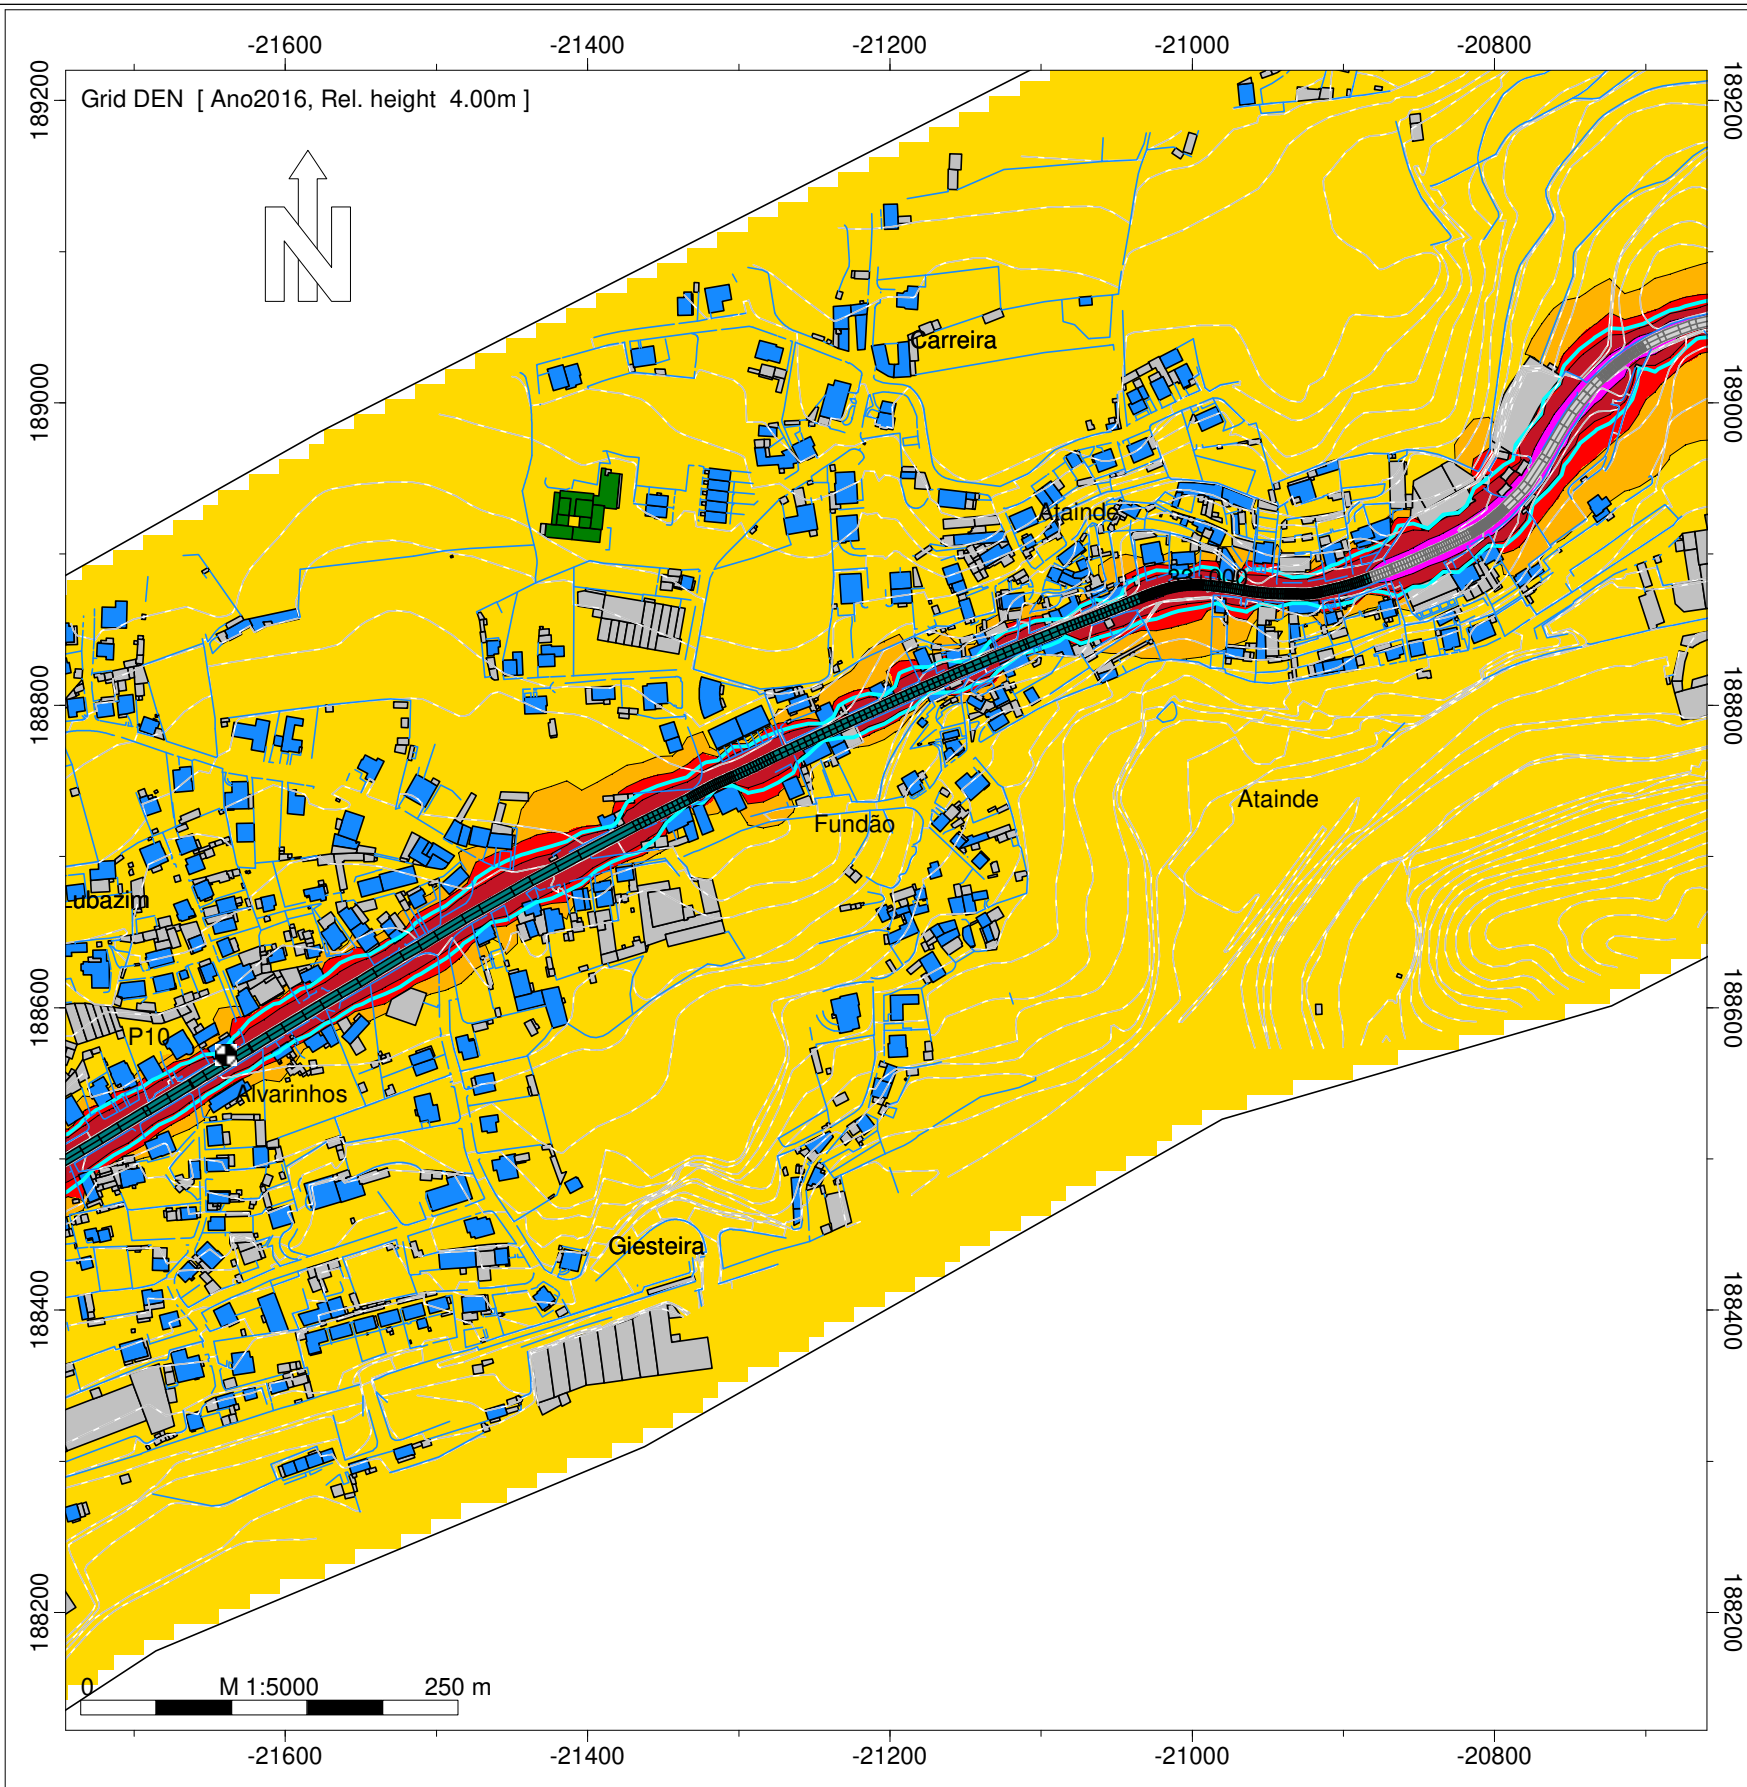 -21600 -21400 -21200 -21000 -20800
189200 189200
Grid DEN [ Ano2016, Rel. height 4.00m ]
N
Carreira
189000 189000
Atainde
188800 188800
Atainde
Fundão
ubazim
188600 188600
P10
Alvarinhos
Giesteira
188400 188400
188200 188200
0 M 1:5000 250 m
-21600 -21400 -21200 -21000 -20800